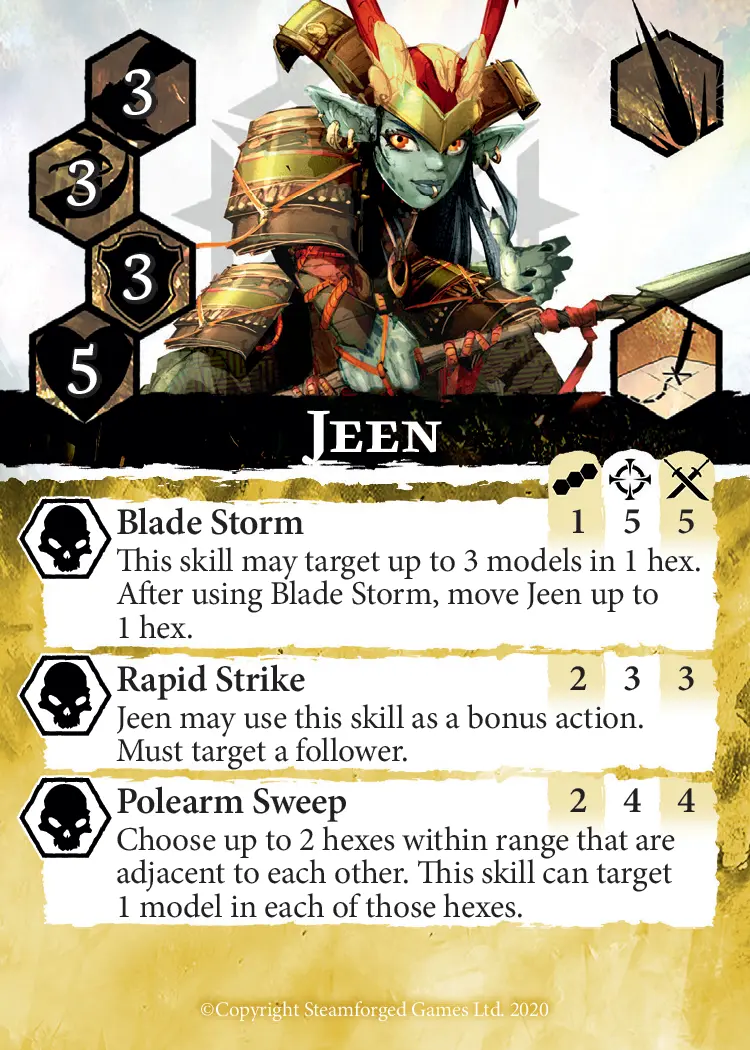 3
3
3
5
Jeen
Blade Storm 1 5 5
This skill may target up to 3 models in 1 hex.
After using Blade Storm, move Jeen up to
1 hex.
Rapid Strike 2 3 3
Jeen may use this skill as a bonus action.
Must target a follower.
Polearm Sweep 2 4 4
Choose up to 2 hexes within range that are
adjacent to each other. This skill can target
1 model in each of those hexes.
©Copyright Steamforged Games Ltd. 2020